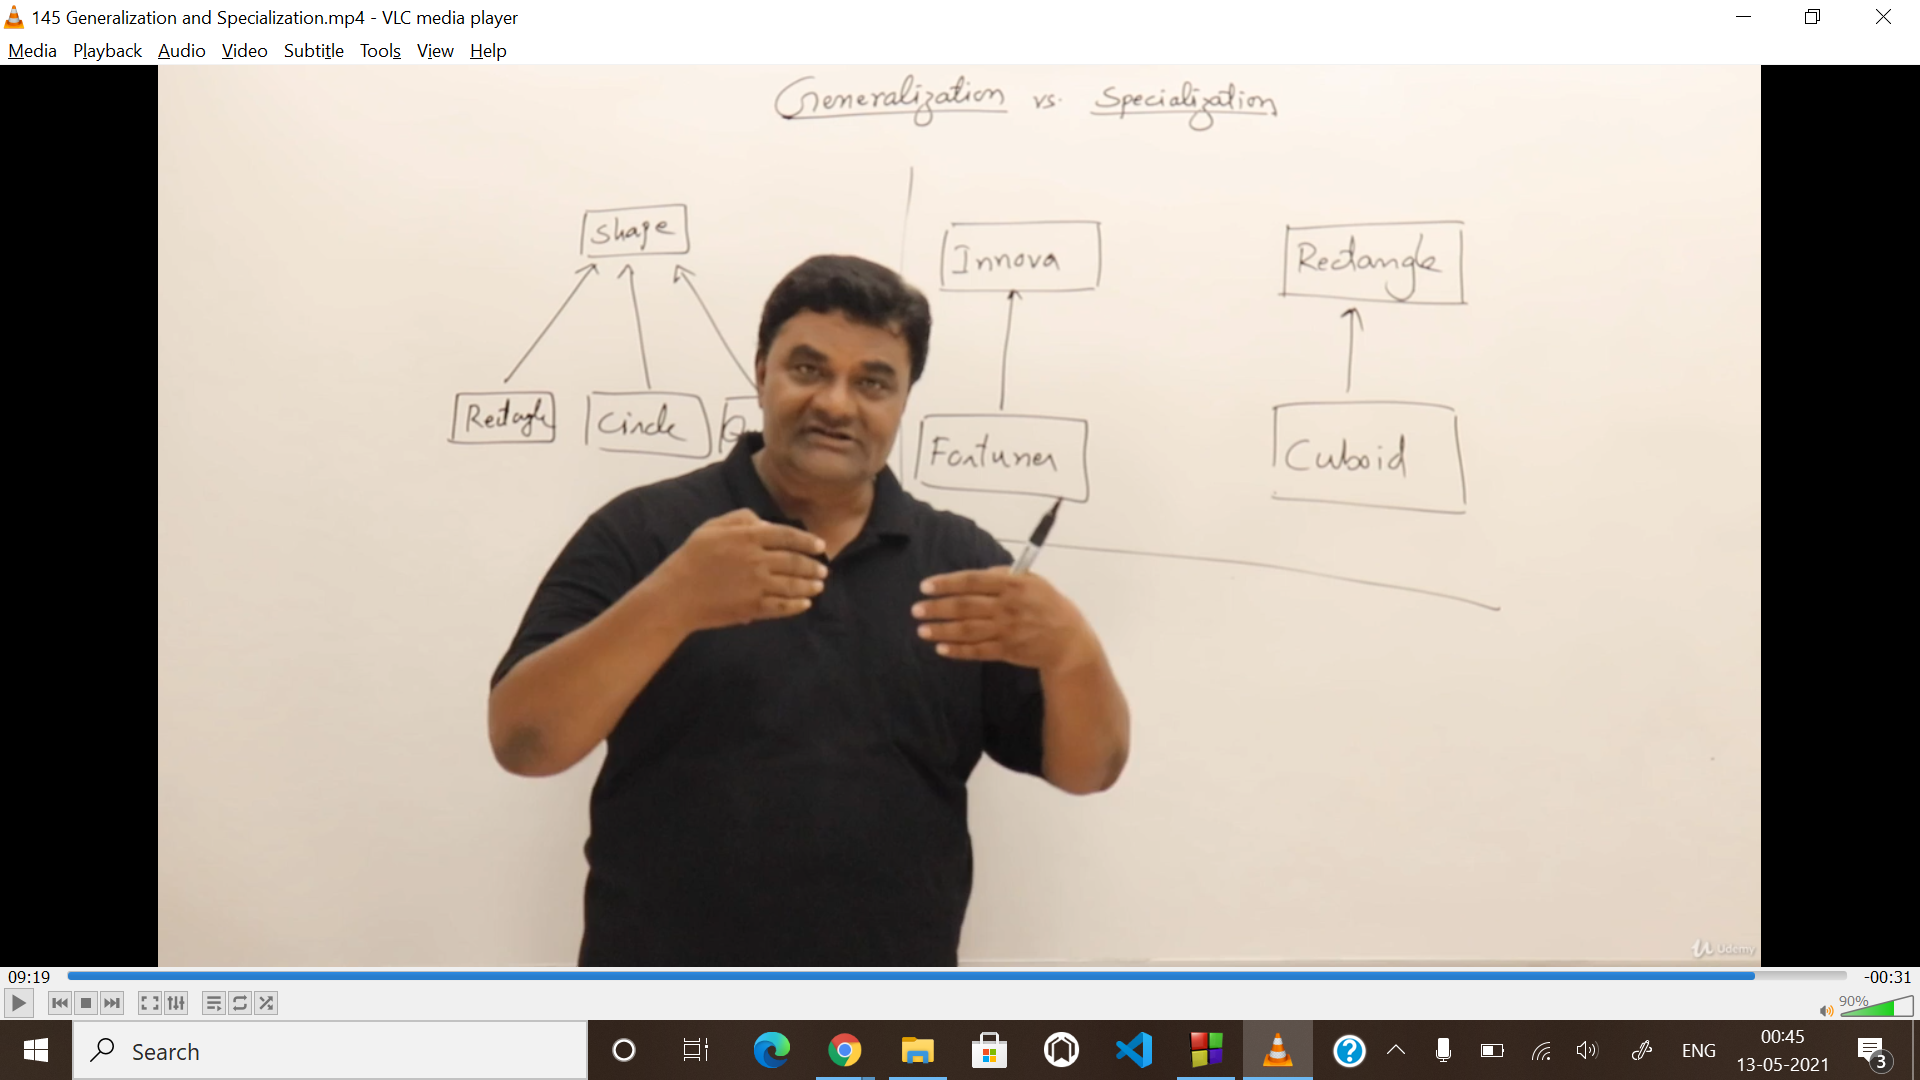 145 Generalization and Specialization.mp4 - VLC media player
Media Playback Audio Video Subtitle Tools View Help
Generalization vs. Specialization
Shape
Innova
Rectangle
Rectagle
Circle
Fortuner
Cuboid
Udemy
09:19
-00:31
90%
Search
ENG
00:45
13-05-2021
3